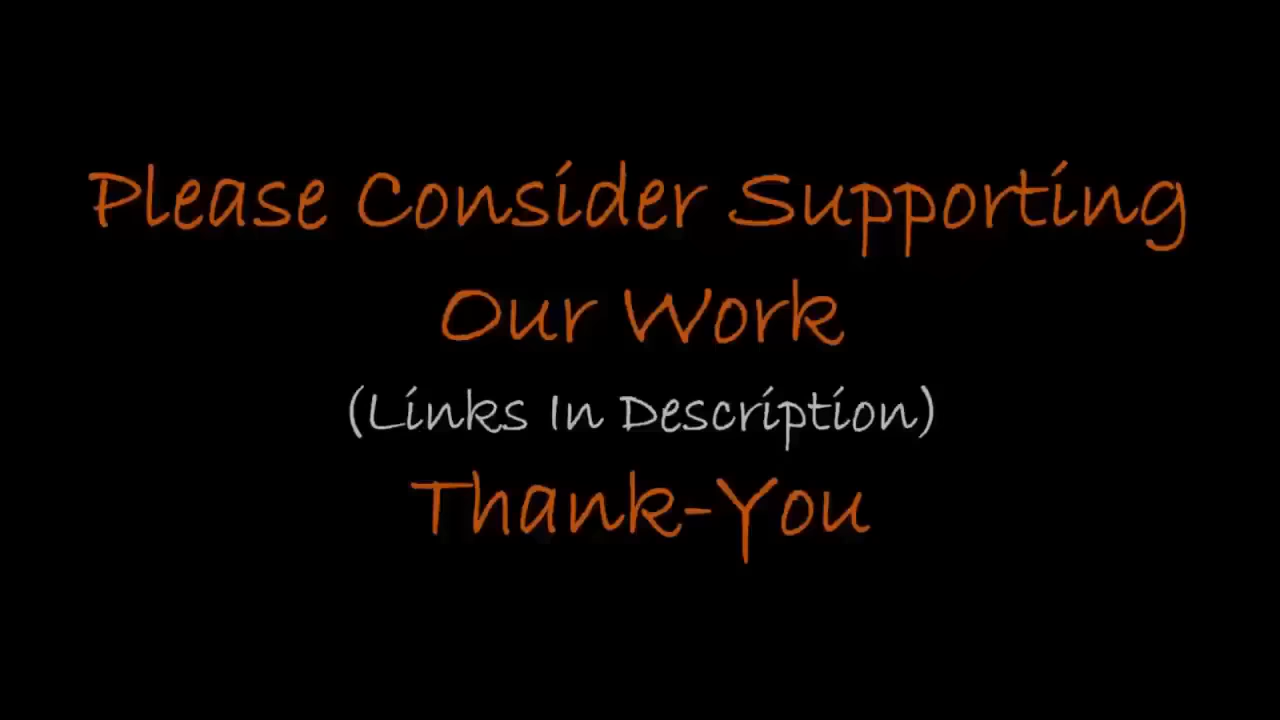 Please Consider Supporting
Our Work
(Links In Description)
Thank-You